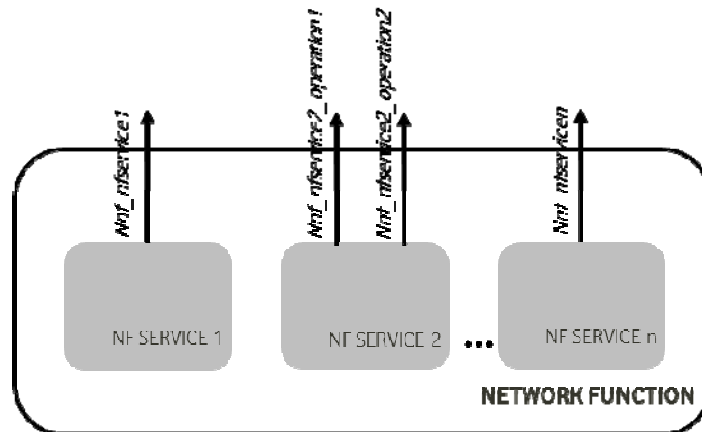 Nnf_nfservice1
Nnf_nfservice2_operation1
Nnf_nfservice2_operation2
Nnf_nfservicen
NF SERVICE 1
NF SERVICE 2
...
NF SERVICE n
NETWORK FUNCTION